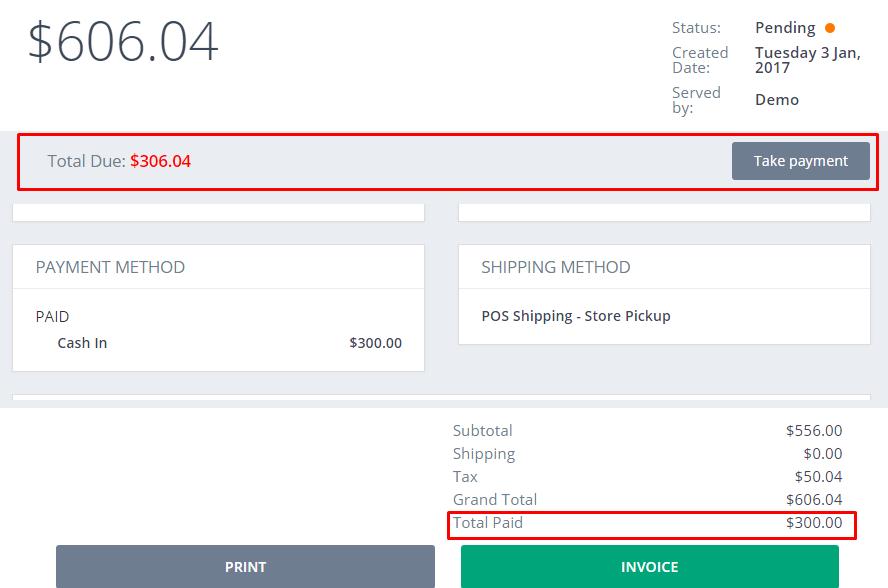 $606.04
Status: Pending
Created Date: Tuesday 3 Jan, 2017
Served by: Demo
Total Due: $306.04
Take payment
PAYMENT METHOD
PAID
Cash In $300.00
SHIPPING METHOD
POS Shipping - Store Pickup
Subtotal $556.00
Shipping $0.00
Tax $50.04
Grand Total $606.04
Total Paid $300.00
PRINT
INVOICE